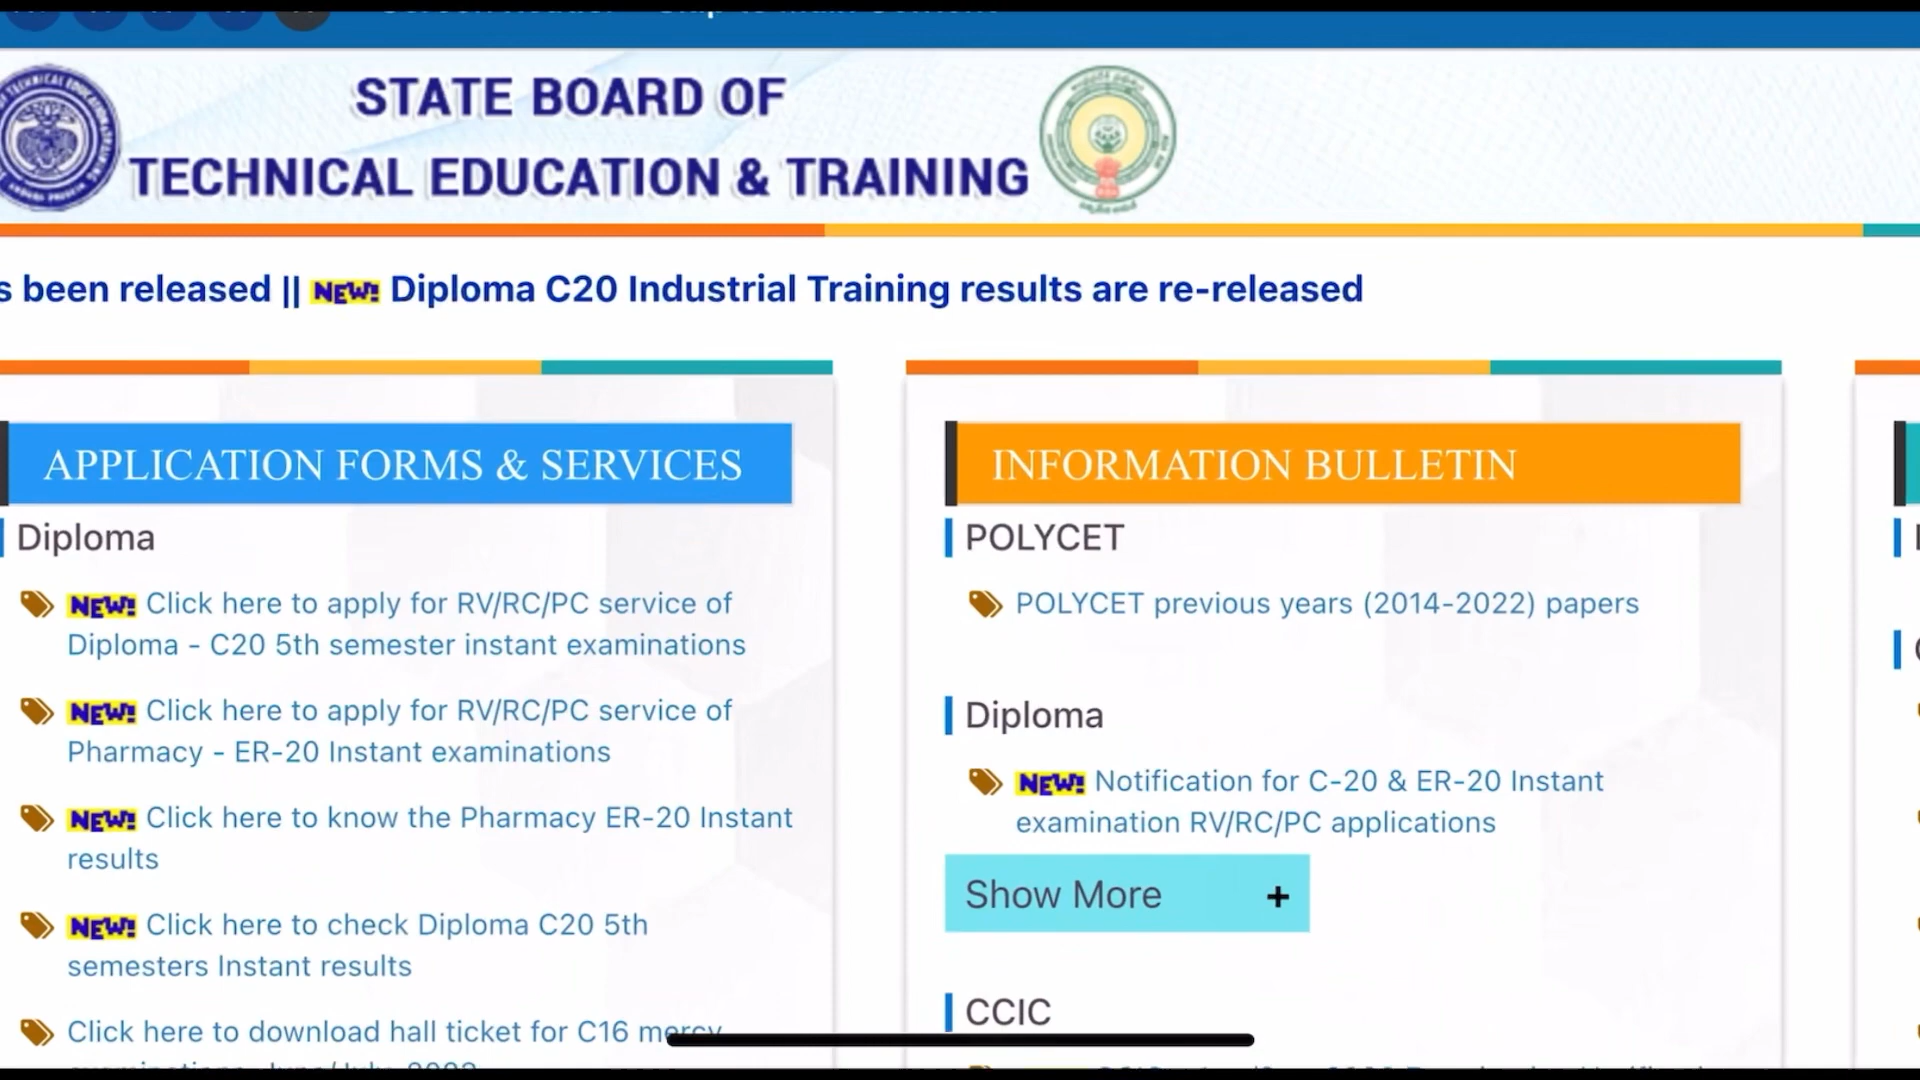 STATE BOARD OF
TECHNICAL EDUCATION & TRAINING
s been released || NEW! Diploma C20 Industrial Training results are re-released
APPLICATION FORMS & SERVICES
Diploma
NEW! Click here to apply for RV/RC/PC service of
Diploma - C20 5th semester instant examinations
NEW! Click here to apply for RV/RC/PC service of
Pharmacy - ER-20 Instant examinations
NEW! Click here to know the Pharmacy ER-20 Instant
results
NEW! Click here to check Diploma C20 5th
semesters Instant results
Click here to download hall ticket for C16 mercy
INFORMATION BULLETIN
POLYCET
POLYCET previous years (2014-2022) papers
Diploma
NEW! Notification for C-20 & ER-20 Instant
examination RV/RC/PC applications
Show More +
CCIC